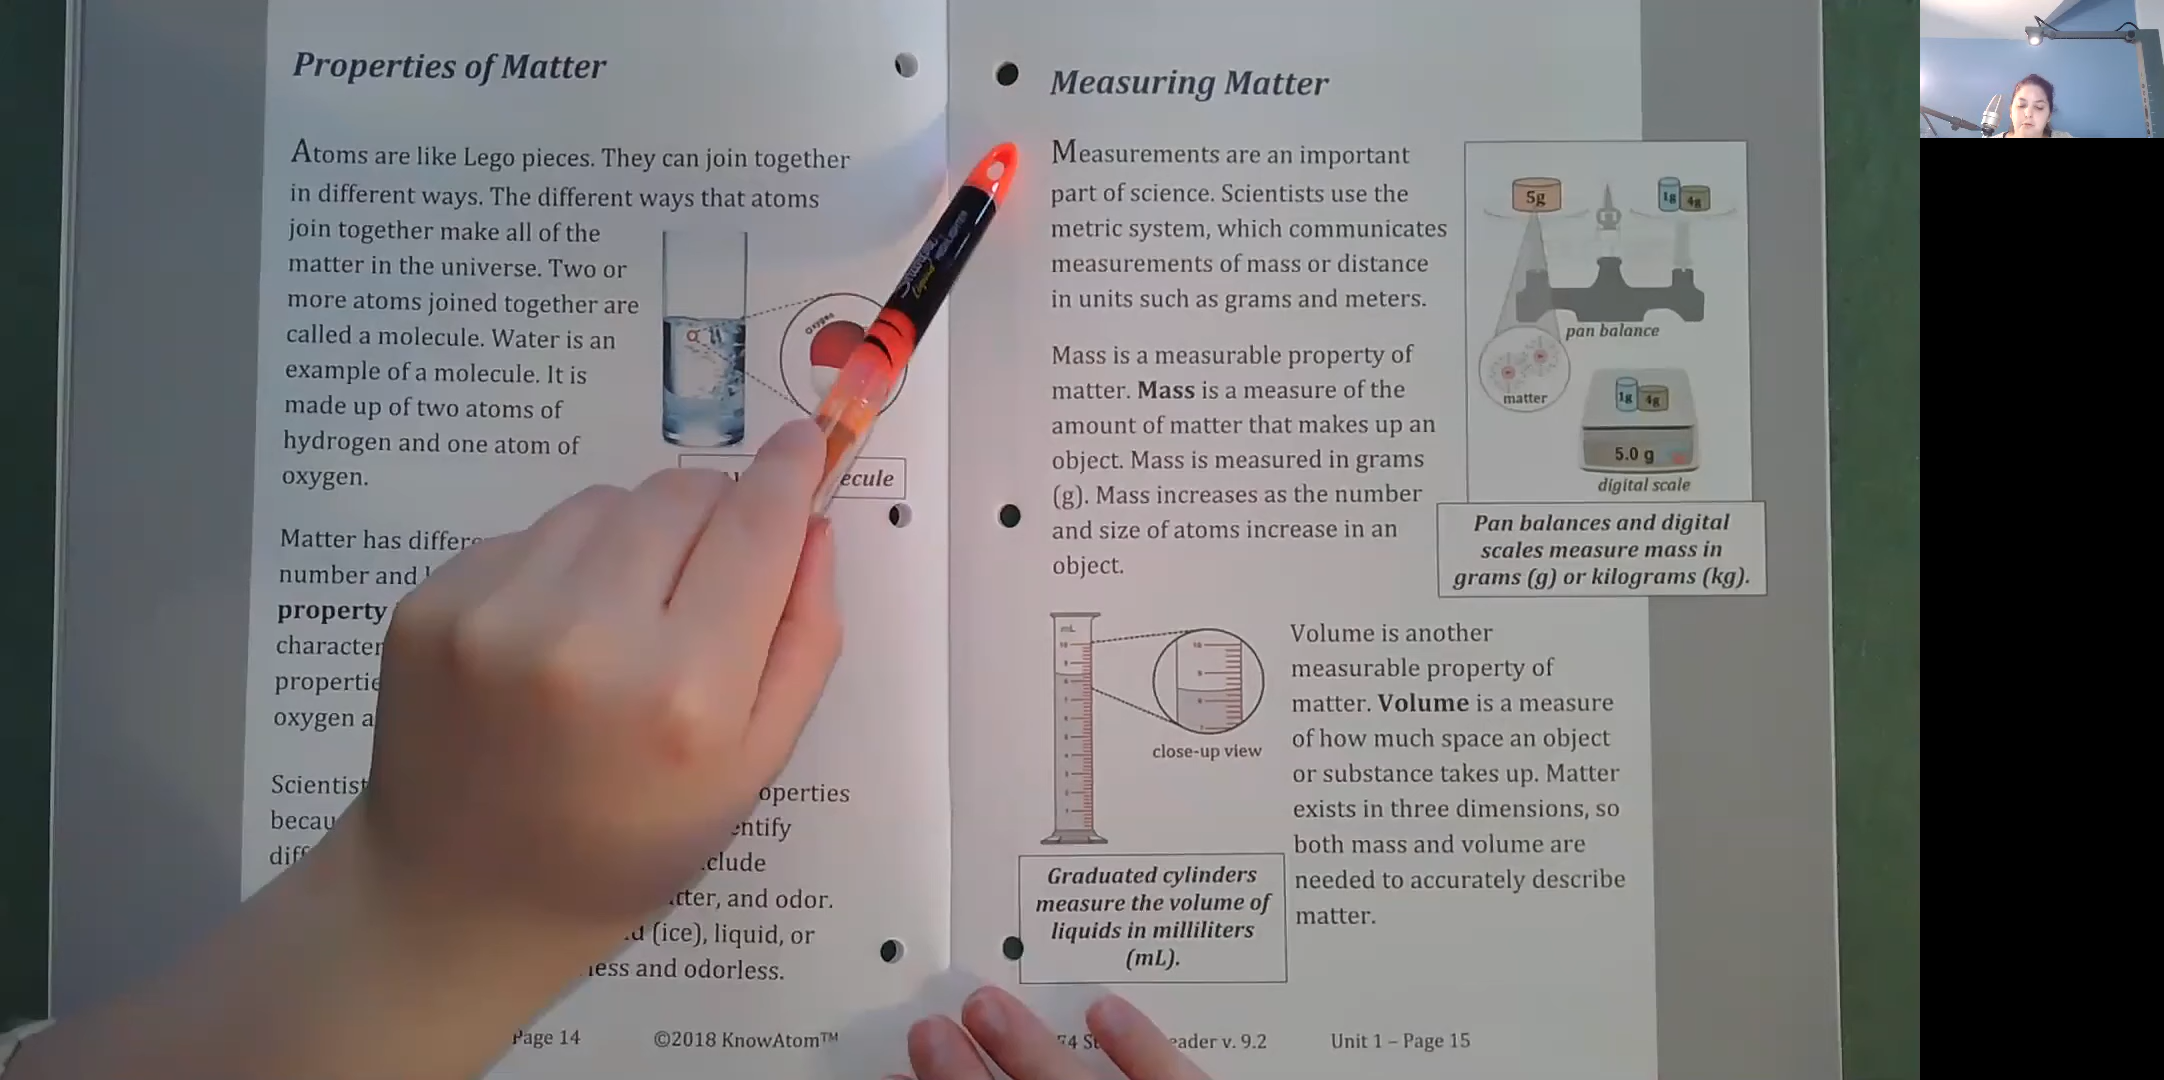 Properties of Matter
Atoms are like Lego pieces. They can join together
in different ways. The different ways that atoms
join together make all of the
matter in the universe. Two or
more atoms joined together are
called a molecule. Water is an
example of a molecule. It is
made up of two atoms of
hydrogen and one atom of
oxygen.
Oxygen
ecule
Matter has differe
number and
property
character
propertie
oxygen a
Scientist
operties
becau
entify
diff
clude
tter, and odor.
(ice), liquid, or
less and odorless.
Page 14
©2018 KnowAtom™
Sharpie
Liquid
HIGHLIGHTER
Measuring Matter
Measurements are an important
part of science. Scientists use the
metric system, which communicates
measurements of mass or distance
in units such as grams and meters.
Mass is a measurable property of
matter. Mass is a measure of the
amount of matter that makes up an
object. Mass is measured in grams
(g). Mass increases as the number
and size of atoms increase in an
object.
5g
1g 4g
pan balance
matter
1g 4g
5.0 g
digital scale
Pan balances and digital
scales measure mass in
grams (g) or kilograms (kg).
mL
10
close-up view
Graduated cylinders
measure the volume of
liquids in milliliters
(mL).
Volume is another
measurable property of
matter. Volume is a measure
of how much space an object
or substance takes up. Matter
exists in three dimensions, so
both mass and volume are
needed to accurately describe
matter.
eader v. 9.2
Unit 1 – Page 15